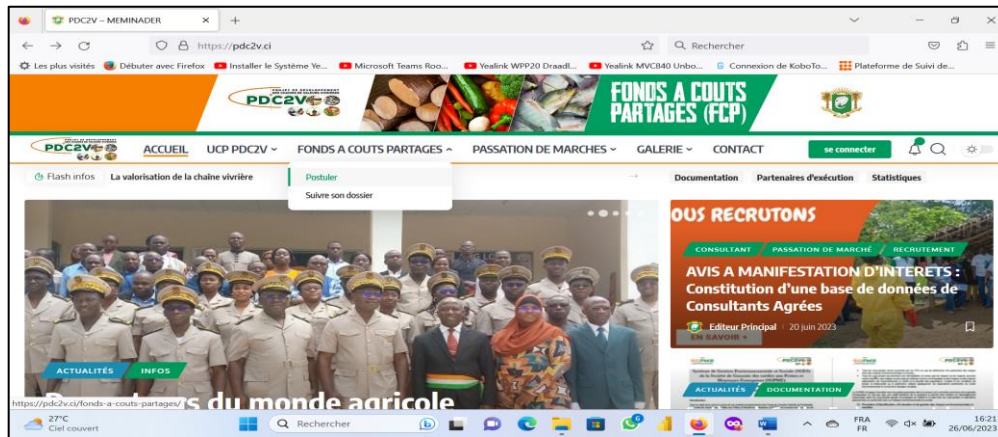 PDC2V – MEMINADER
https://pdc2v.ci
Rechercher
Les plus visités
Débuter avec Firefox
Installer le Système Ye...
Microsoft Teams Roo...
Yealink WPP20 Draadl...
Yealink MVC840 Unbo...
Connexion de KoboTo...
Plateforme de Suivi de...
PDC2V
FONDS A COUTS
PARTAGES (FCP)
PDC2V
ACCUEIL
UCP PDC2V
FONDS A COUTS PARTAGES
PASSATION DE MARCHES
GALERIE
CONTACT
se connecter
Flash infos
La valorisation de la chaîne vivrière
Postuler
Suivre son dossier
Documentation
Partenaires d'exécution
Statistiques
OUS RECRUTONS
CONSULTANT
PASSATION DE MARCHÉ
RECRUTEMENT
AVIS A MANIFESTATION D'INTERETS :
Constitution d'une base de données de
Consultants Agrées
Editeur Principal
20 juin 2023
EN SAVOIR +
ACTUALITÉS
INFOS
ACTUALITÉS
DOCUMENTATION
du monde agricole
https://pdc2v.ci/fonds-a-couts-partages/
27°C
Ciel couvert
Rechercher
FRA
FR
16:21
26/06/2023